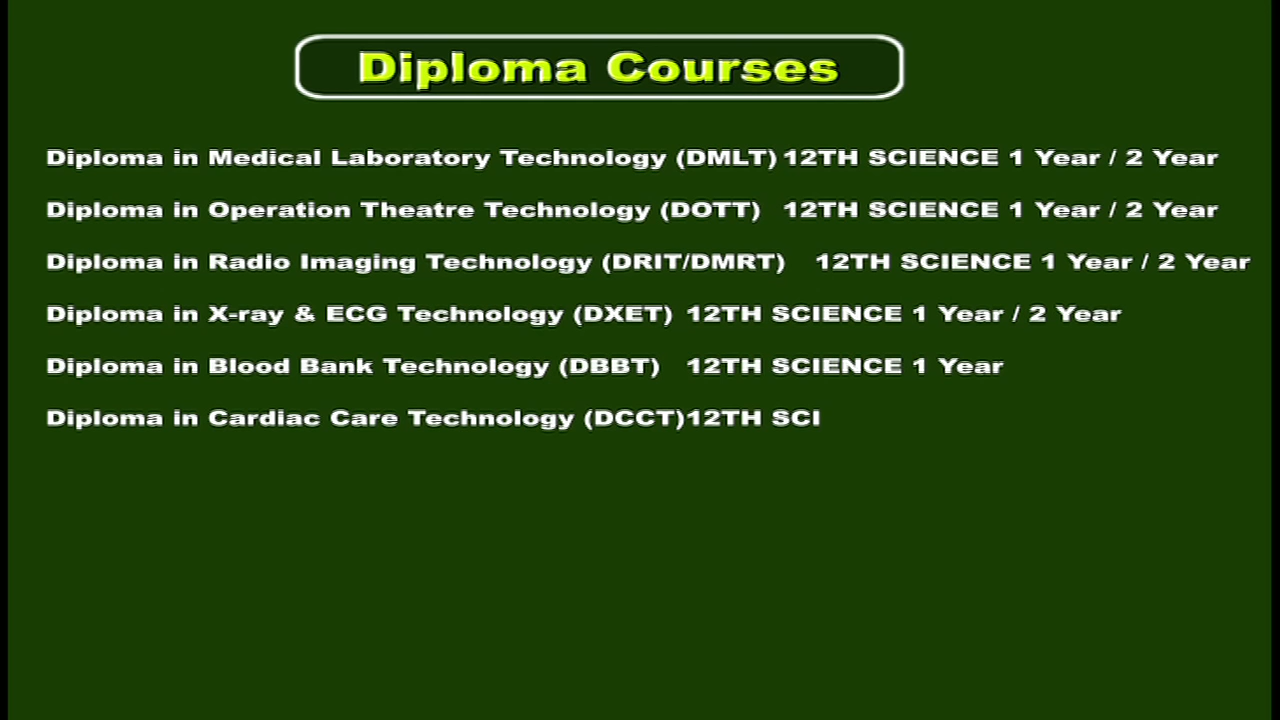 Diploma Courses
Diploma in Medical Laboratory Technology (DMLT) 12TH SCIENCE 1 Year / 2 Year
Diploma in Operation Theatre Technology (DOTT) 12TH SCIENCE 1 Year / 2 Year
Diploma in Radio Imaging Technology (DRIT/DMRT) 12TH SCIENCE 1 Year / 2 Year
Diploma in X-ray & ECG Technology (DXET) 12TH SCIENCE 1 Year / 2 Year
Diploma in Blood Bank Technology (DBBT) 12TH SCIENCE 1 Year
Diploma in Cardiac Care Technology (DCCT)12TH SCI